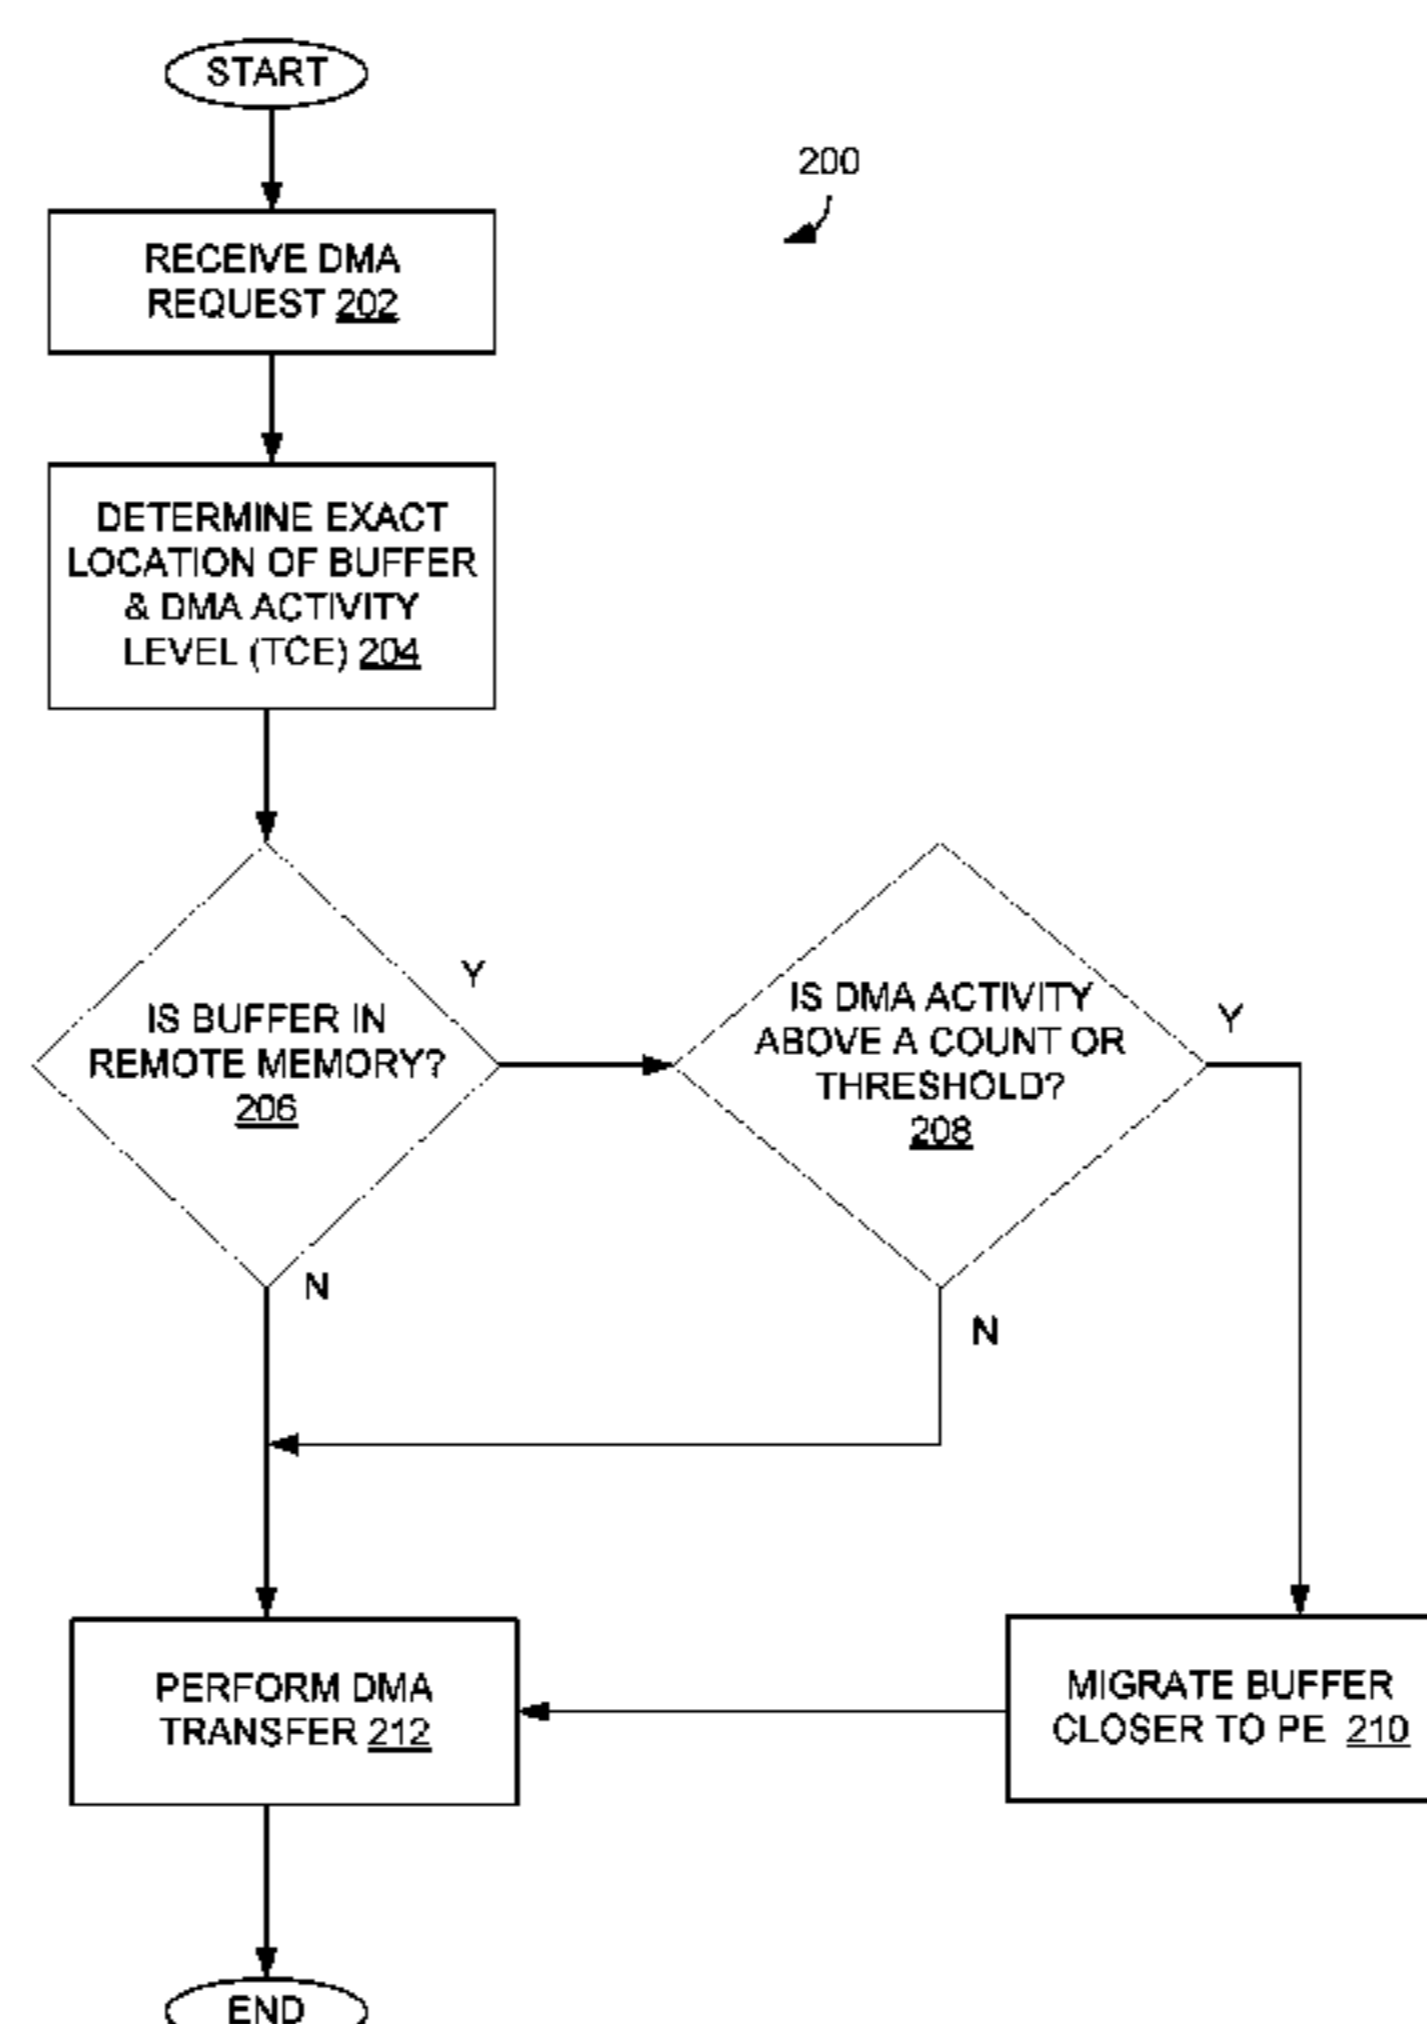 START
200
RECEIVE DMA
REQUEST 202
DETERMINE EXACT
LOCATION OF BUFFER
& DMA ACTIVITY
LEVEL (TCE) 204
IS BUFFER IN
REMOTE MEMORY?
206
Y
N
IS DMA ACTIVITY
ABOVE A COUNT OR
THRESHOLD?
208
Y
N
PERFORM DMA
TRANSFER 212
MIGRATE BUFFER
CLOSER TO PE 210
END